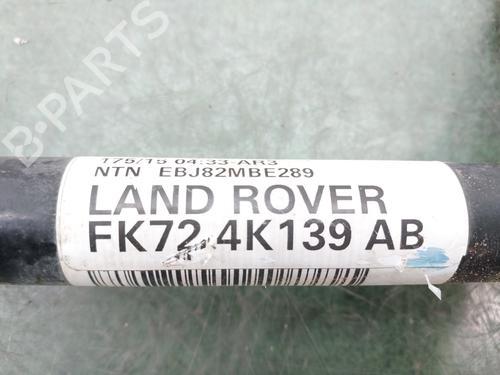 B-PARTS
175/15 04:33-AR3
NTN EBJ82MBE289
LAND ROVER
FK72 4K139 AB